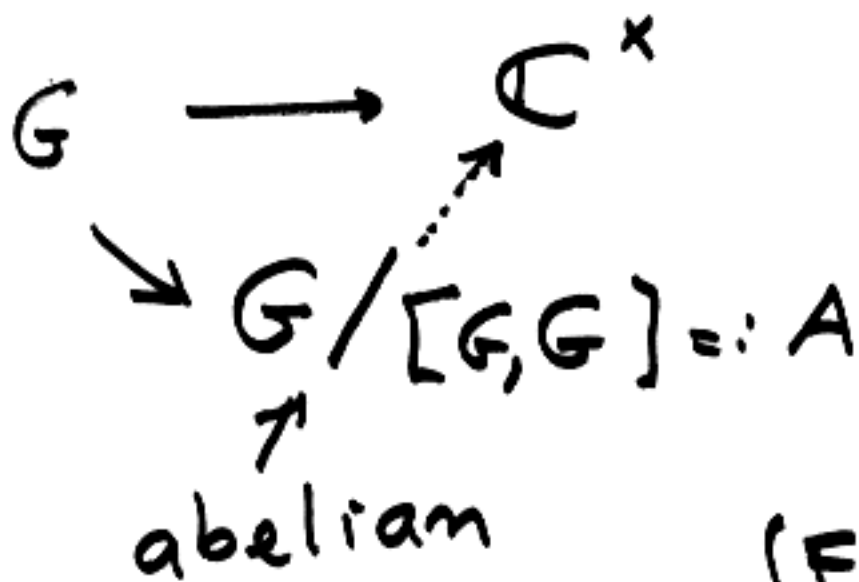 G → ℂ^×
G/[G,G] =: A
abelian
(E